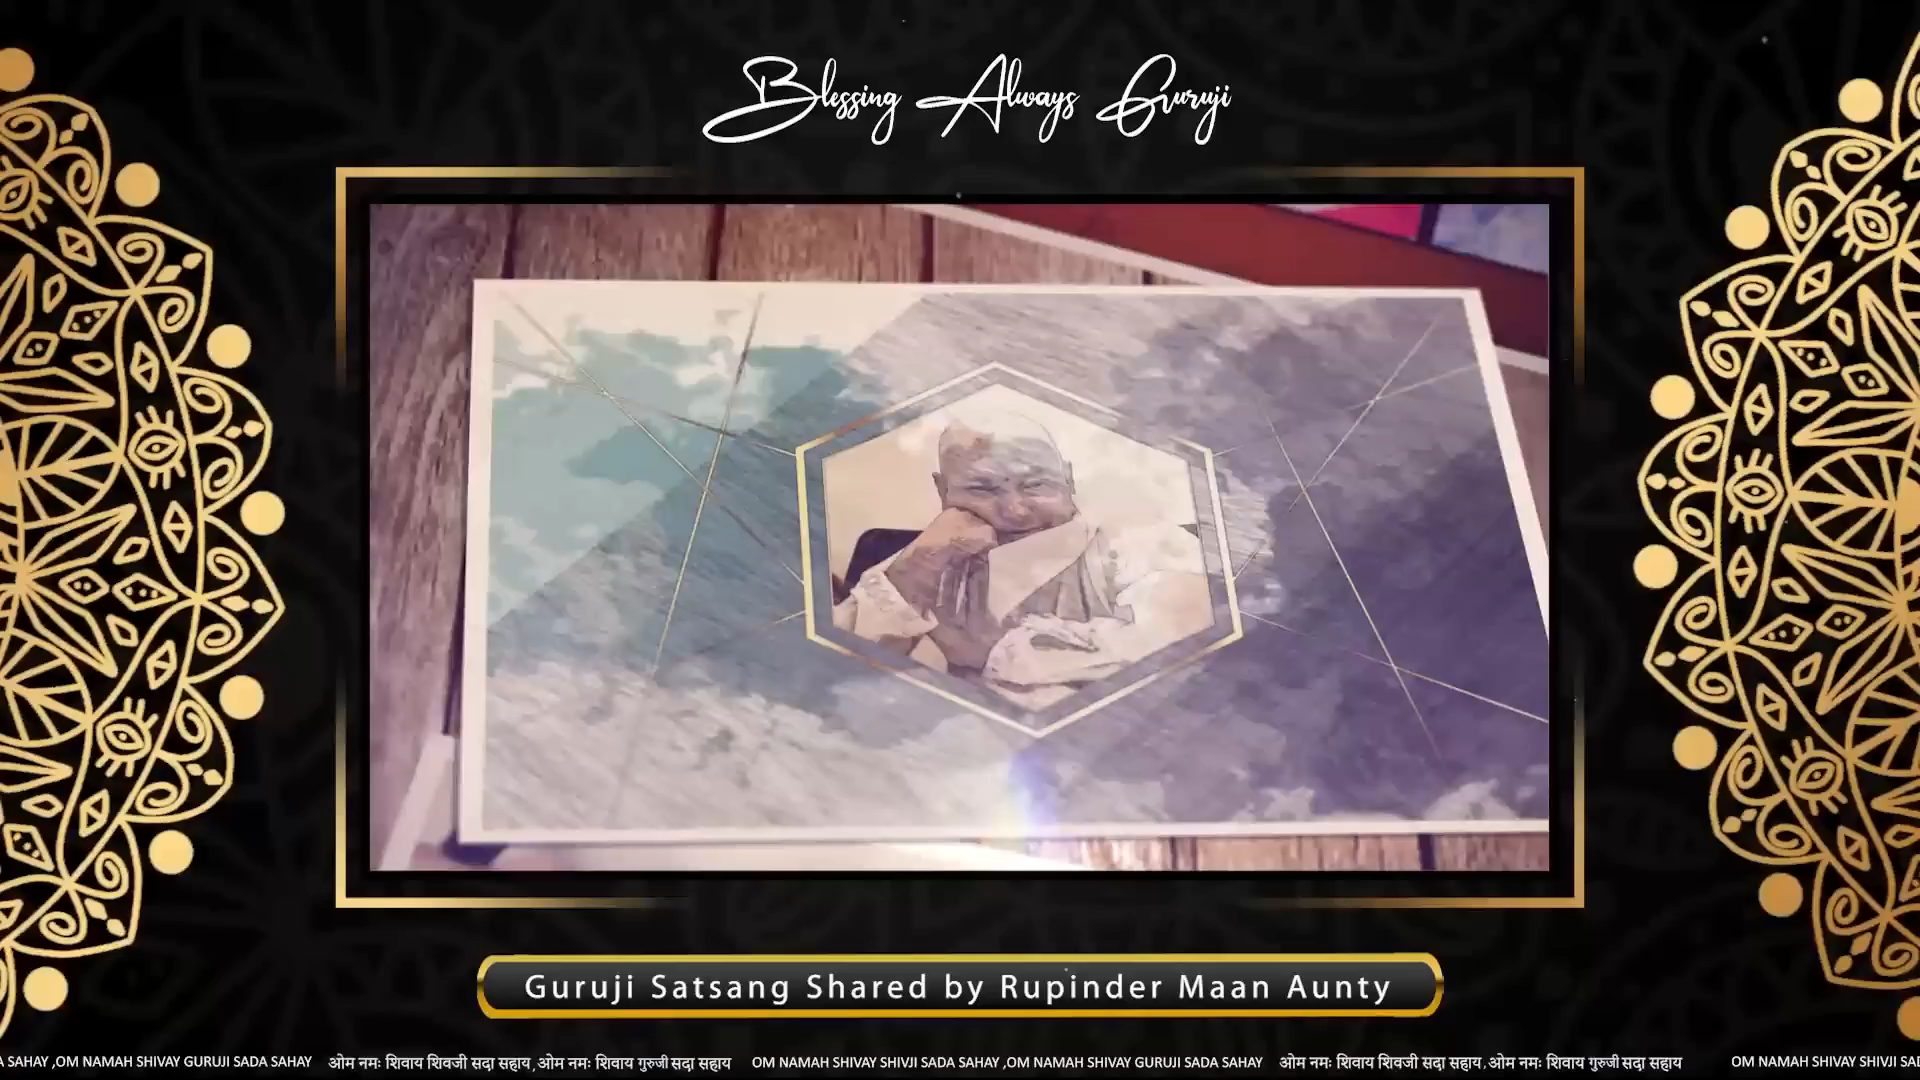 Blessing Always Guruji
Guruji Satsang Shared by Rupinder Maan Aunty
A SAHAY ,OM NAMAH SHIVAY GURUJI SADA SAHAY ओम नमः शिवाय शिवजी सदा सहाय,ओम नमः शिवाय गुरुजी सदा सहाय OM NAMAH SHIVAY SHIVJI SADA SAHAY ,OM NAMAH SHIVAY GURUJI SADA SAHAY ओम नमः शिवाय शिवजी सदा सहाय,ओम नमः शिवाय गुरुजी सदा सहाय OM NAMAH SHIVAY SHIVJI SAD